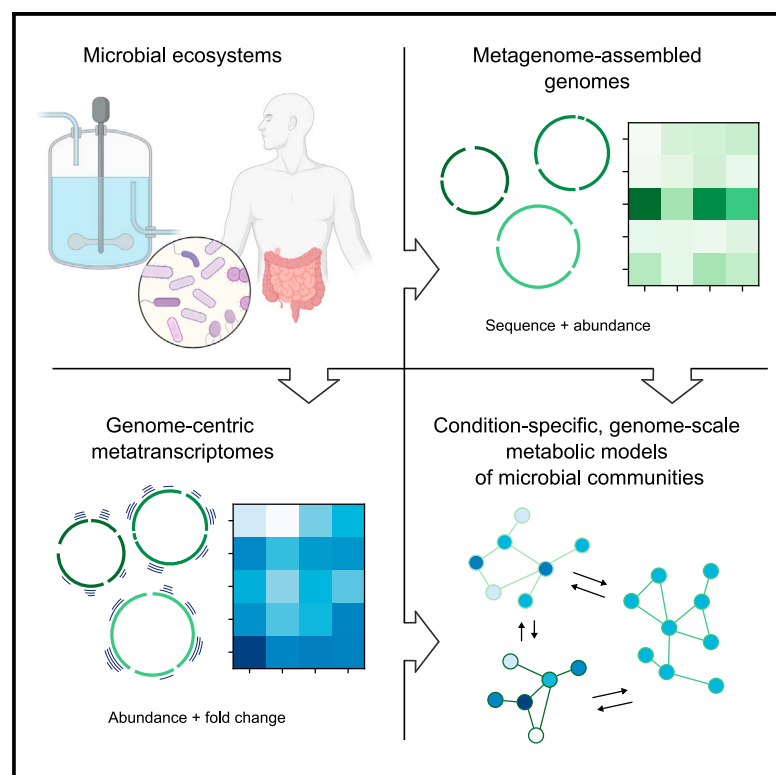 Microbial ecosystems
Metagenome-assembled
genomes
Sequence + abundance
Genome-centric
metatranscriptomes
Abundance + fold change
Condition-specific, genome-scale
metabolic models
of microbial communities